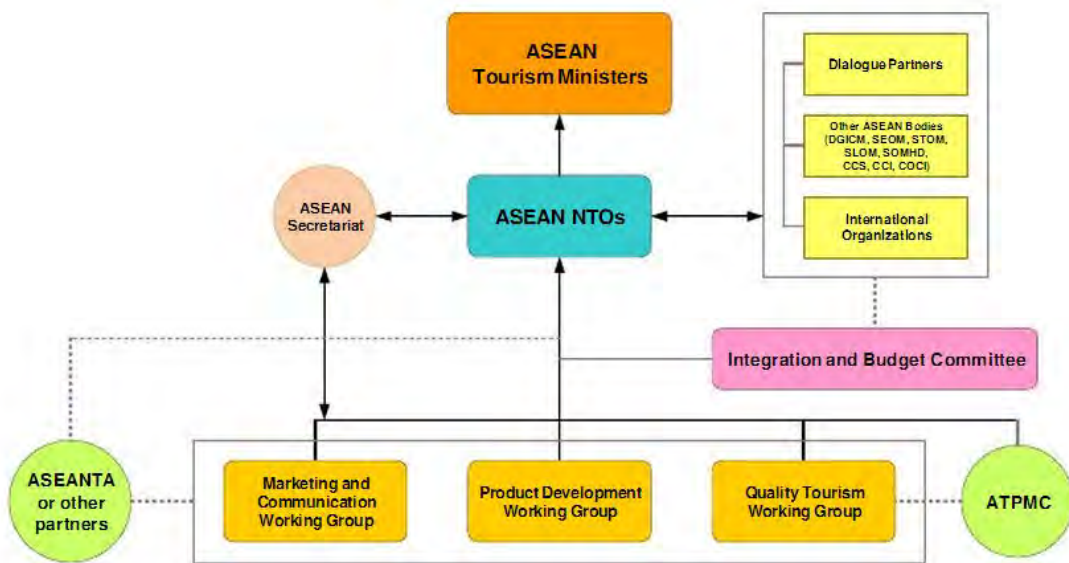 ASEAN
Tourism Ministers
Dialogue Partners
Other ASEAN Bodies
(DGICM, SEOM, STOM,
SLOM, SOMHD,
CCS, CCI, COCI)
International
Organizations
ASEAN
Secretariat
ASEAN NTOs
Integration and Budget Committee
ASEANTA
or other
partners
Marketing and
Communication
Working Group
Product Development
Working Group
Quality Tourism
Working Group
ATPMC